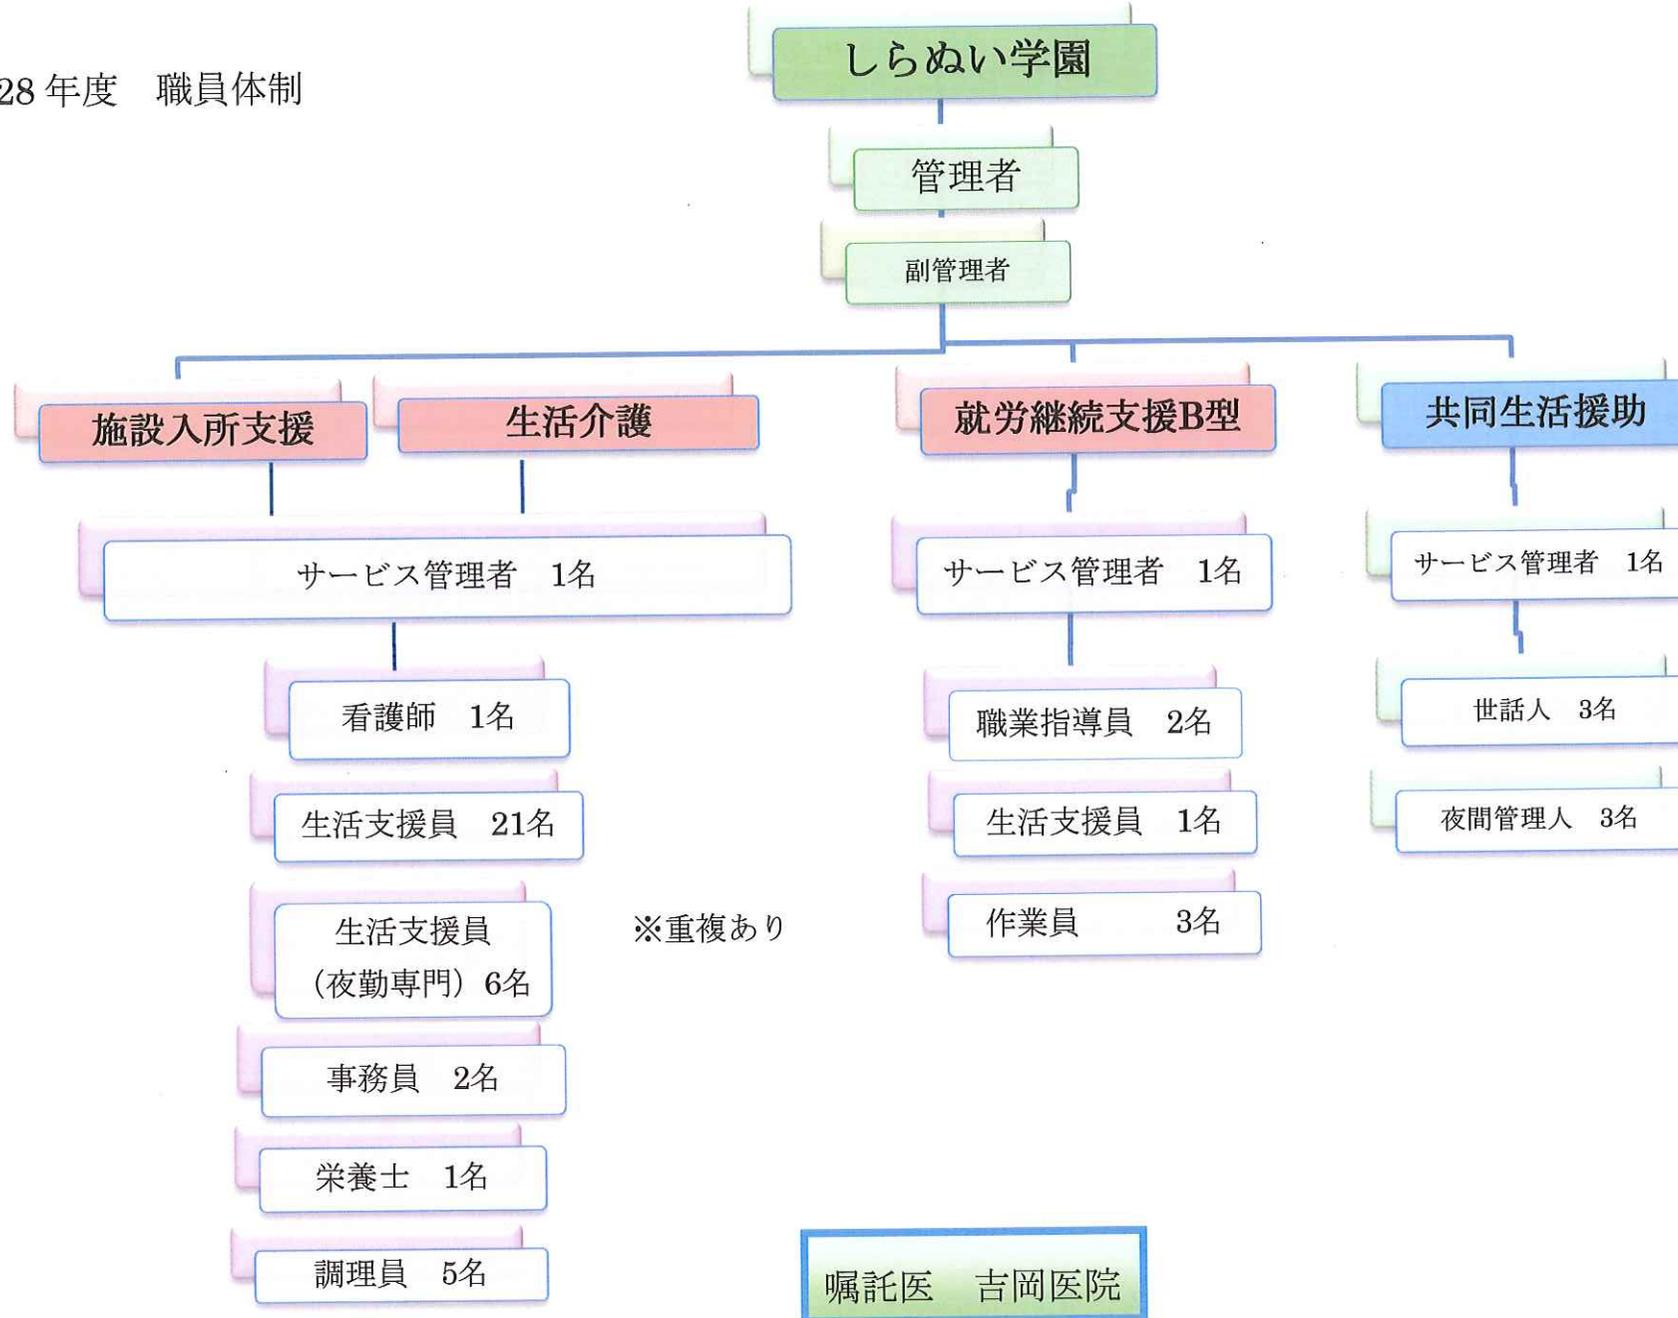 28年度　職員体制
しらぬい学園
管理者
副管理者
施設入所支援
生活介護
就労継続支援B型
共同生活援助
サービス管理者　1名
サービス管理者　1名
サービス管理者　1名
看護師　1名
生活支援員　21名
生活支援員
（夜勤専門）6名
※重複あり
事務員　2名
栄養士　1名
調理員　5名
職業指導員　2名
生活支援員　1名
作業員　　　3名
世話人　3名
夜間管理人　3名
嘱託医　吉岡医院